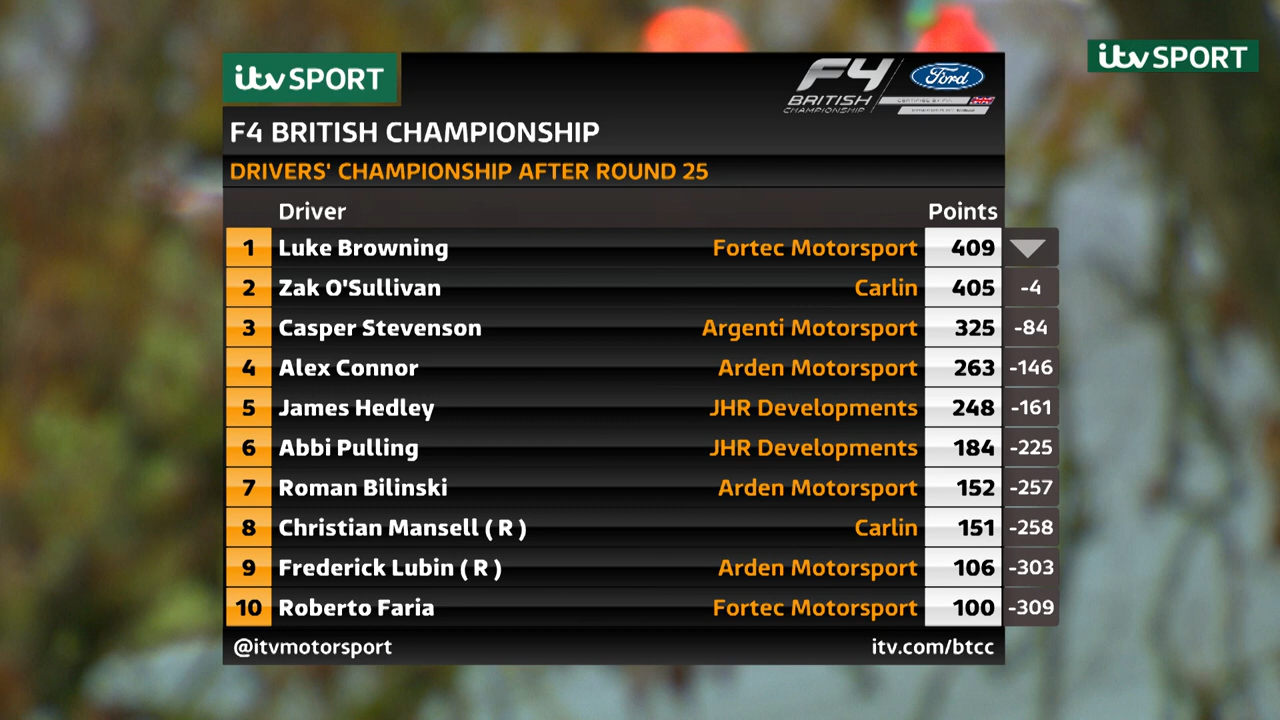 itv SPORT
itv SPORT
F4
BRITISH
CHAMPIONSHIP
Ford
F4 BRITISH CHAMPIONSHIP
DRIVERS' CHAMPIONSHIP AFTER ROUND 25
Driver Points
1 Luke Browning Fortec Motorsport 409
2 Zak O'Sullivan Carlin 405 -4
3 Casper Stevenson Argenti Motorsport 325 -84
4 Alex Connor Arden Motorsport 263 -146
5 James Hedley JHR Developments 248 -161
6 Abbi Pulling JHR Developments 184 -225
7 Roman Bilinski Arden Motorsport 152 -257
8 Christian Mansell ( R ) Carlin 151 -258
9 Frederick Lubin ( R ) Arden Motorsport 106 -303
10 Roberto Faria Fortec Motorsport 100 -309
@itvmotorsport itv.com/btcc